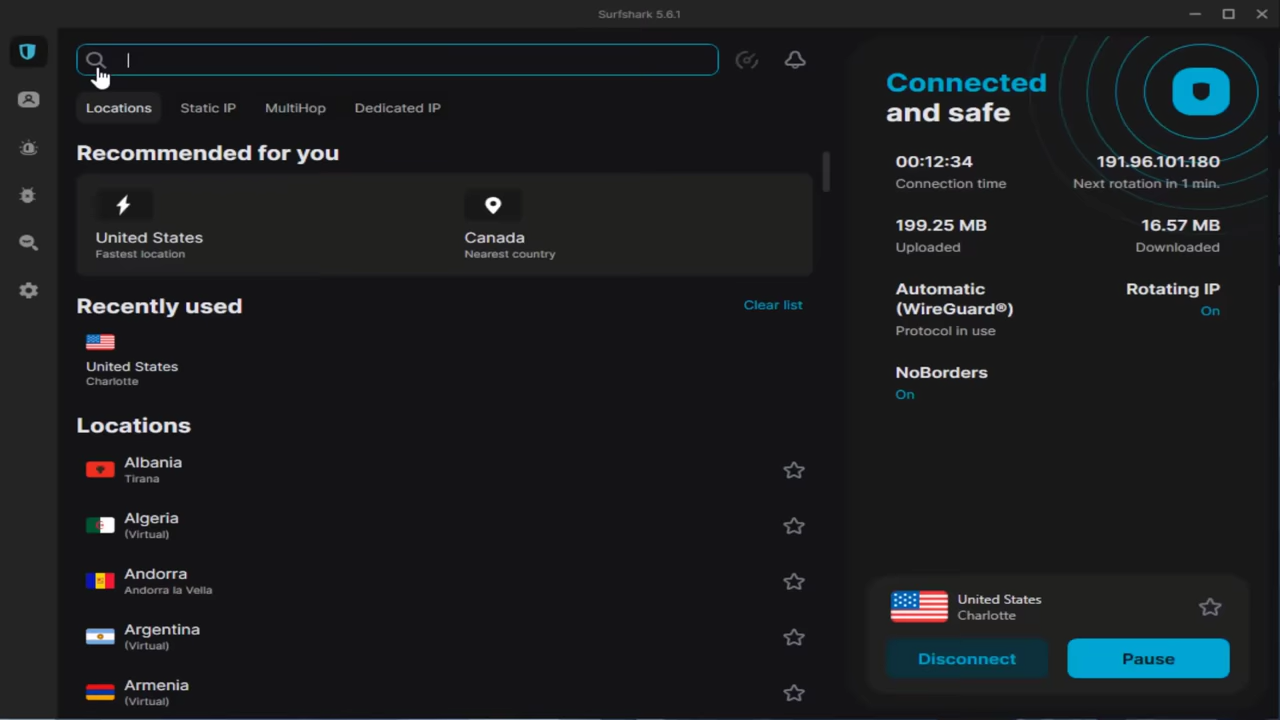 Surfshark 5.6.1
Locations
Static IP
MultiHop
Dedicated IP
Recommended for you
United States
Fastest location
Canada
Nearest country
Recently used
Clear list
United States
Charlotte
Locations
Albania
Tirana
Algeria
(Virtual)
Andorra
Andorra la Vella
Argentina
(Virtual)
Armenia
(Virtual)
Connected
and safe
00:12:34
Connection time
191.96.101.180
Next rotation in 1 min.
199.25 MB
Uploaded
16.57 MB
Downloaded
Automatic
(WireGuard®)
Protocol in use
Rotating IP
On
NoBorders
On
United States
Charlotte
Disconnect
Pause